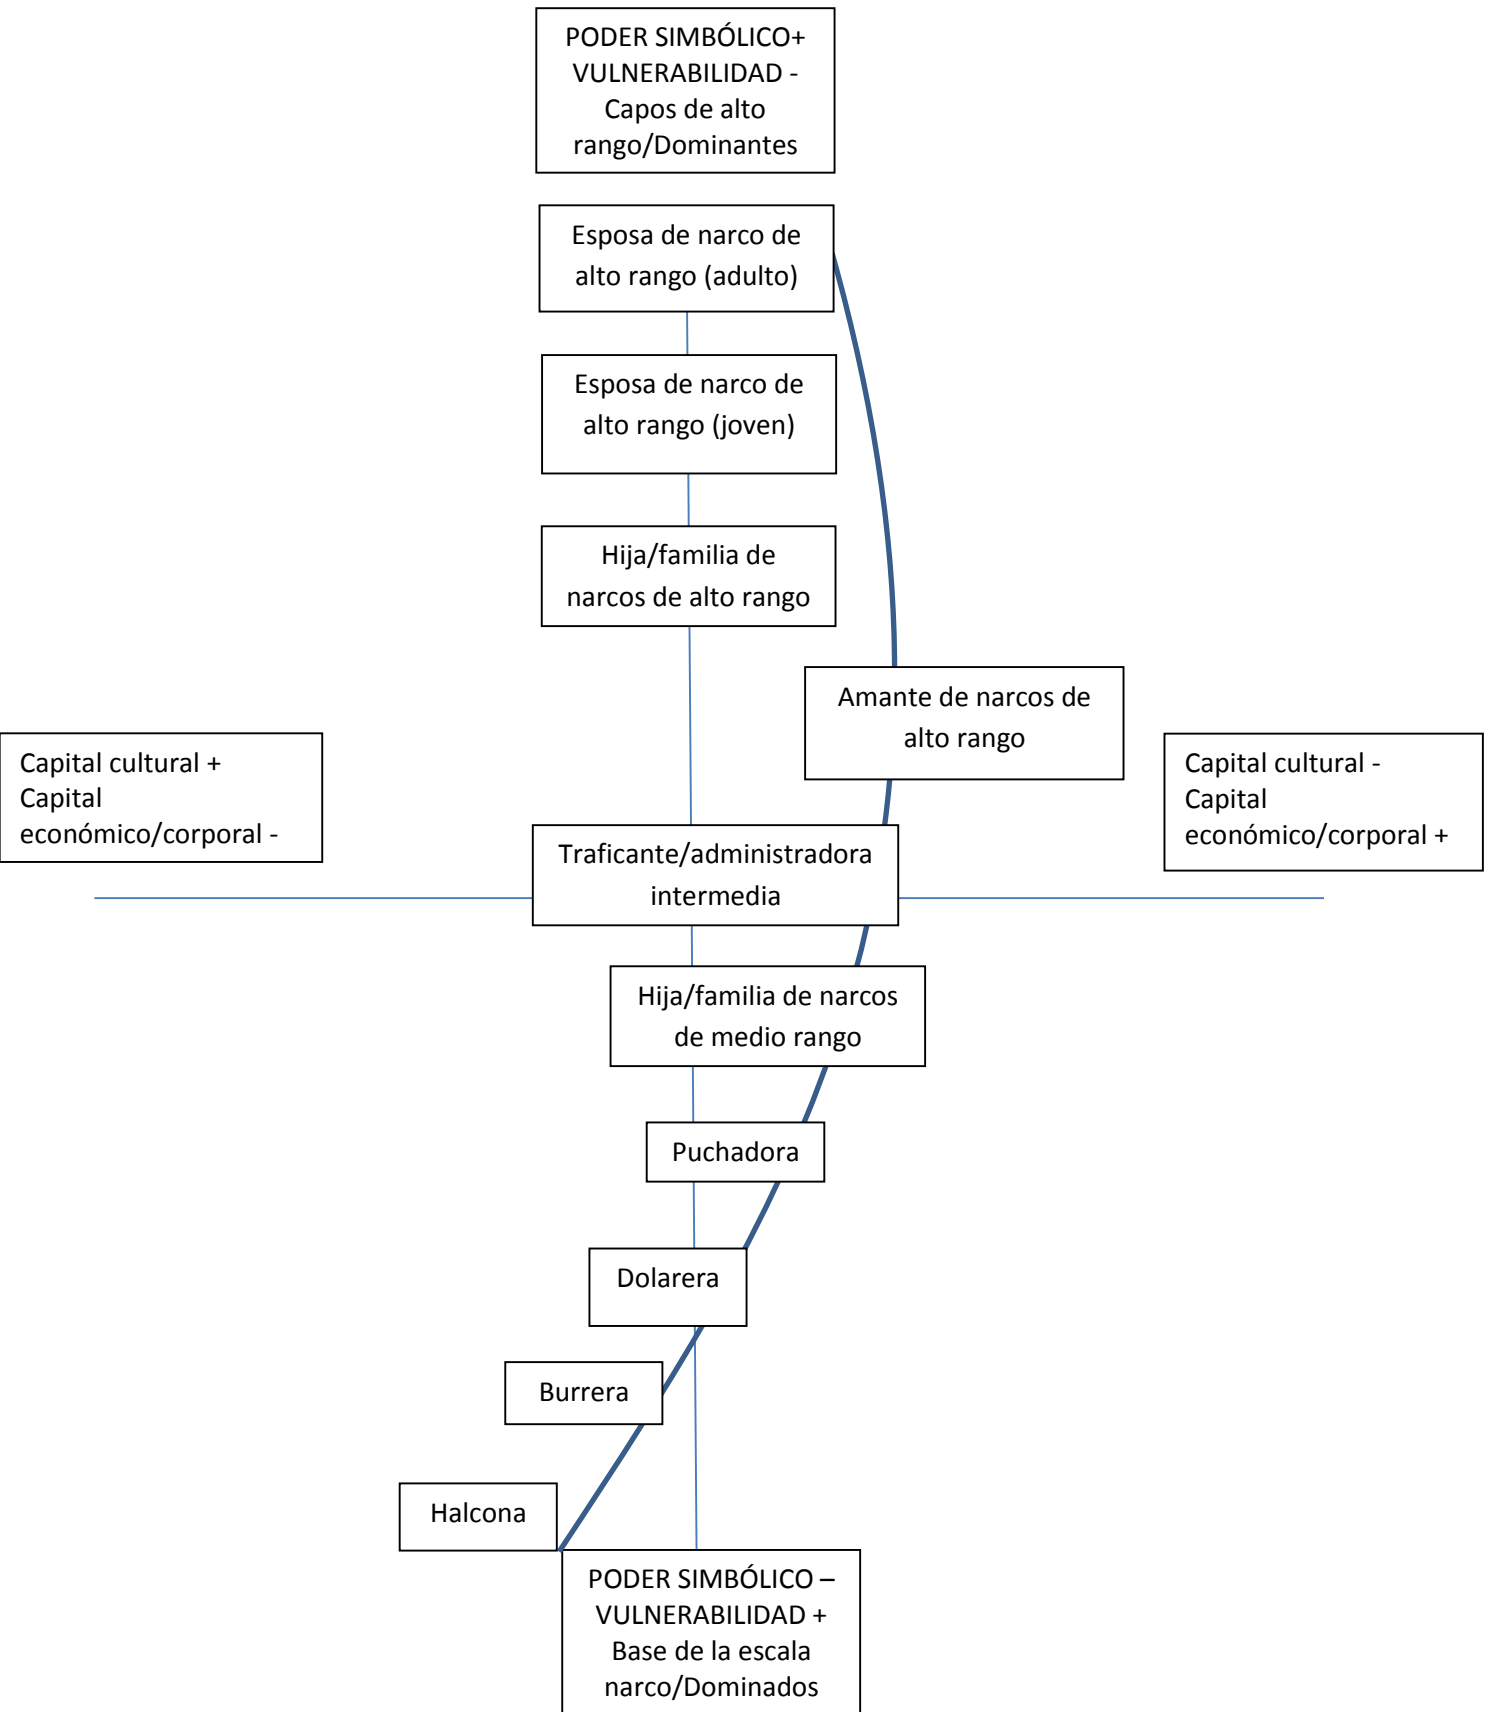 PODER SIMBÓLICO+
VULNERABILIDAD -
Capos de alto
rango/Dominantes
Esposa de narco de
alto rango (adulto)
Esposa de narco de
alto rango (joven)
Hija/familia de
narcos de alto rango
Amante de narcos de
alto rango
Capital cultural +
Capital
económico/corporal -
Capital cultural -
Capital
económico/corporal +
Traficante/administradora
intermedia
Hija/familia de narcos
de medio rango
Puchadora
Dolarera
Burrera
Halcona
PODER SIMBÓLICO –
VULNERABILIDAD +
Base de la escala
narco/Dominados